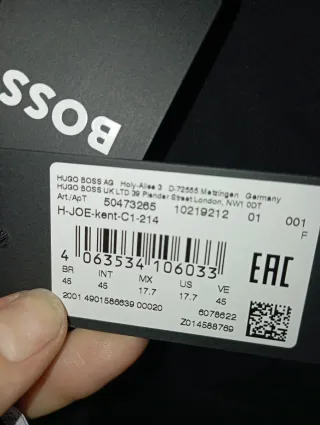 BOSS
HUGO BOSS AG Holy-Allee 3 D-72555 Metzingen Germany
HUGO BOSS UK LTD 39 Plender Street London, NW1 0DT
Art./ApT 50473265 10219212 01 001
F
H-JOE-kent-C1-214
4 063534 106033
EAC
BR INT MX US VE
45 45 17.7 17.7 45
2001 4901586639 00020
6078622
Z014588769